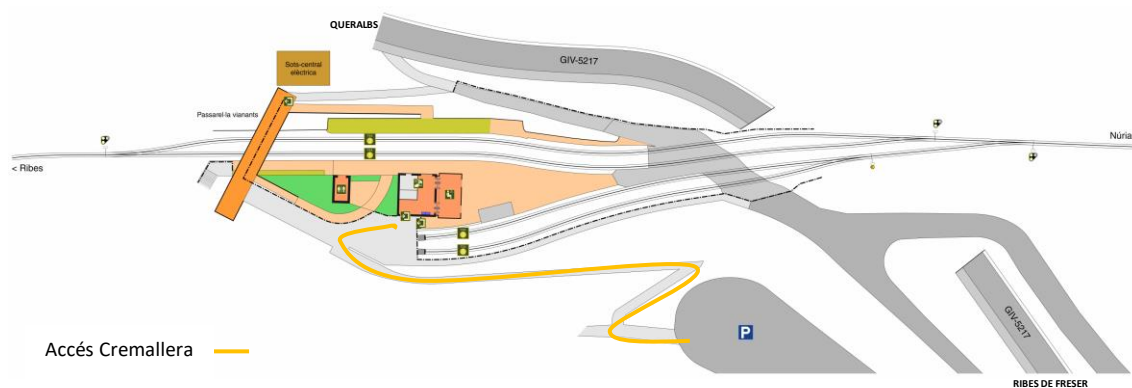 QUERALBS
GIV-5217
Sots-central
elèctrica
Passarel·la vianants
< Ribes
Núria
P
GIV-5217
Accés Cremallera
RIBES DE FRESER